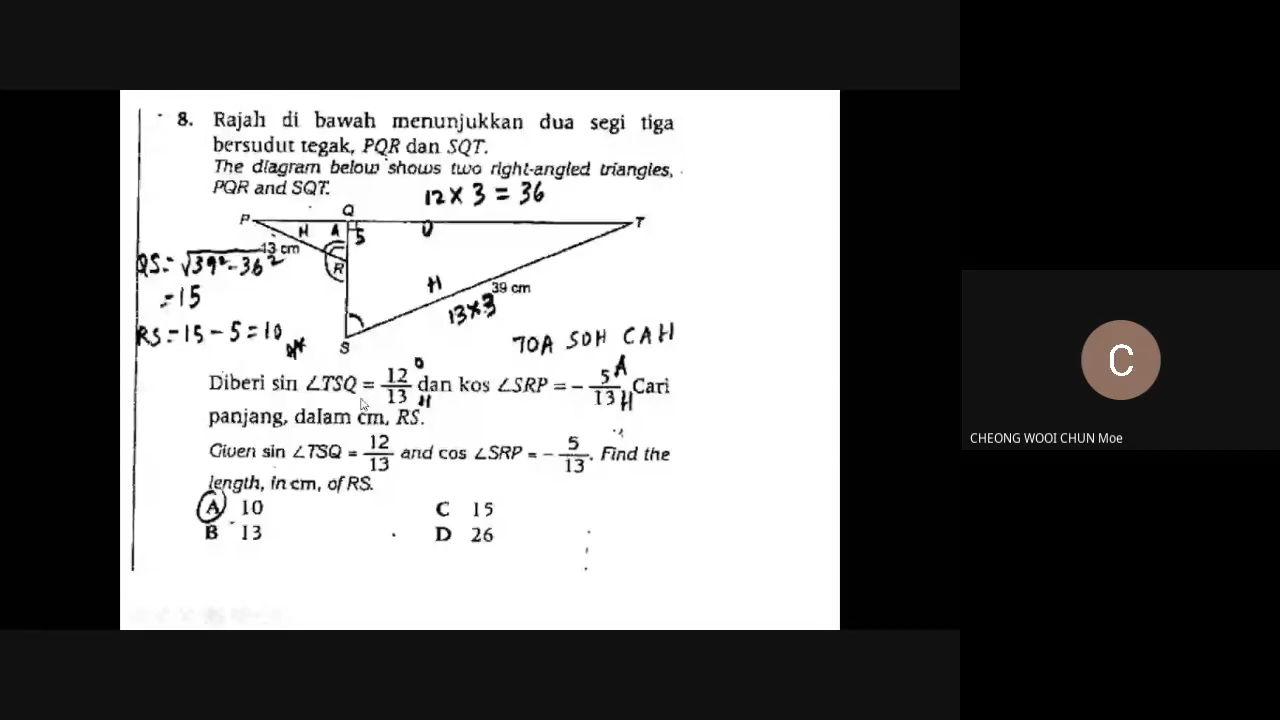 8. Rajah di bawah menunjukkan dua segi tiga
bersudut tegak, PQR dan SQT.
The diagram below shows two right-angled triangles,
PQR and SQT.
12 × 3 = 36
P
Q
T
H
A
5
O
13 cm
R
QS = √39² - 36²
= 15
H
39 cm
13 × 3
RS = 15 - 5 = 10
S
TOA SOH CAH
Diberi sin ∠TSQ = 12/13 O H dan kos ∠SRP = - 5/13 A H. Cari
panjang, dalam cm, RS.
Given sin ∠TSQ = 12/13 and cos ∠SRP = - 5/13. Find the
length, in cm, of RS.
A 10 C 15
B 13 D 26
C
CHEONG WOOI CHUN Moe